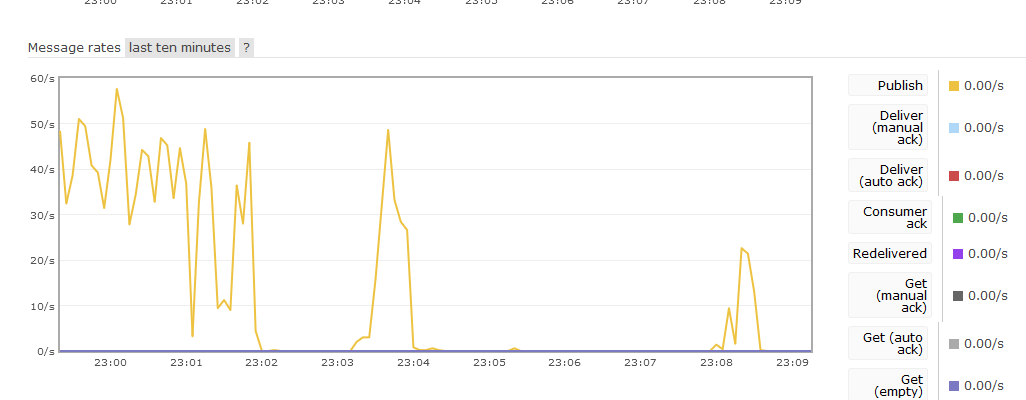 23:00 23:01 23:02 23:03 23:04 23:05 23:06 23:07 23:08 23:09
Message rates last ten minutes ?
60/s
50/s
40/s
30/s
20/s
10/s
0/s
23:00 23:01 23:02 23:03 23:04 23:05 23:06 23:07 23:08 23:09
Publish 0.00/s
Deliver
(manual 0.00/s
ack)
Deliver
(auto ack) 0.00/s
Consumer
ack 0.00/s
Redelivered 0.00/s
Get
(manual 0.00/s
ack)
Get (auto
ack) 0.00/s
Get
(empty) 0.00/s